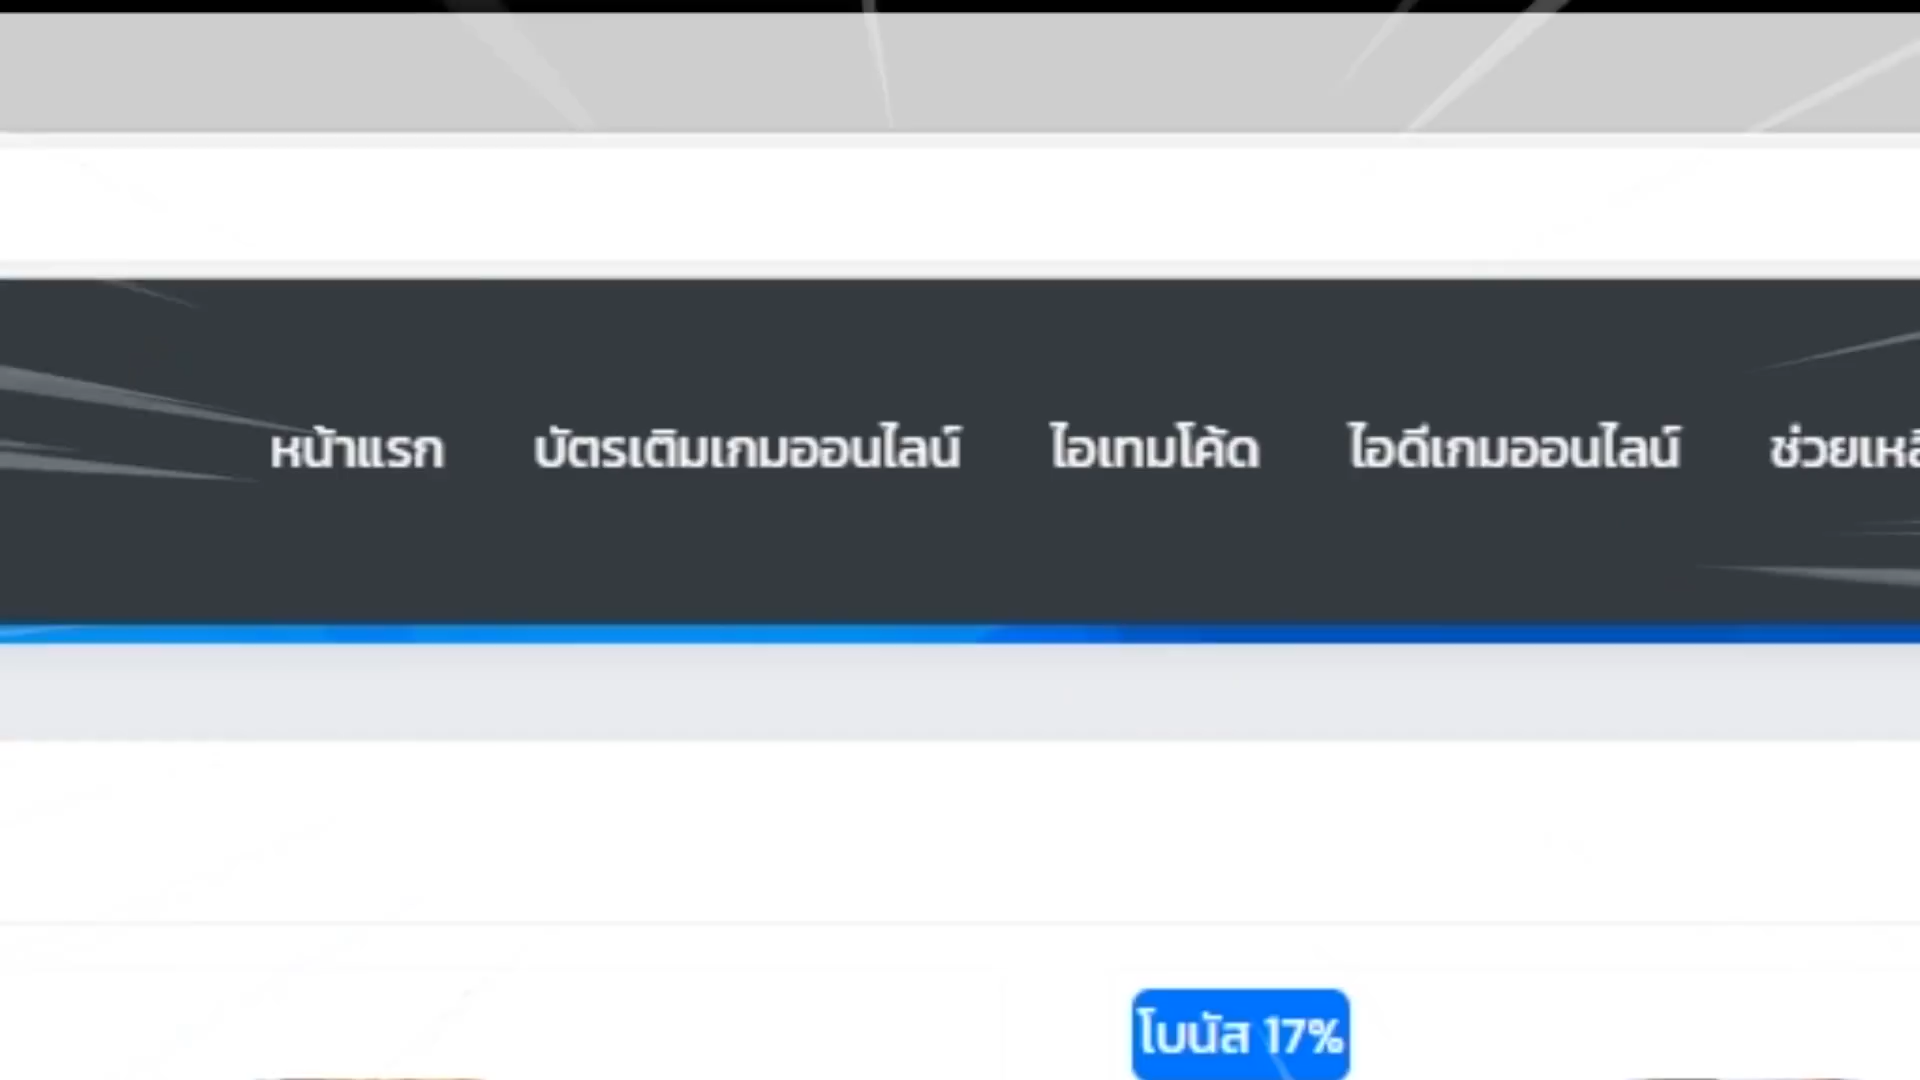 หน้าแรก บัตรเติมเกมออนไลน์ ไอเทมโค้ด ไอดีเกมออนไลน์
โบนัส 17%